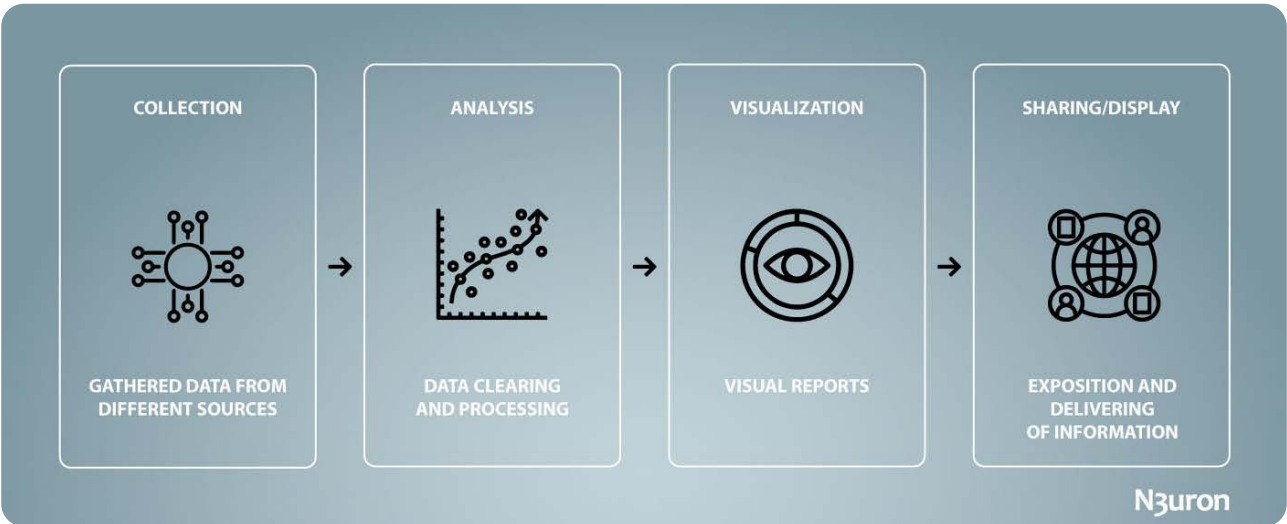 COLLECTION
GATHERED DATA FROM
DIFFERENT SOURCES
ANALYSIS
DATA CLEARING
AND PROCESSING
VISUALIZATION
VISUAL REPORTS
SHARING/DISPLAY
EXPOSITION AND
DELIVERING
OF INFORMATION
N3uron